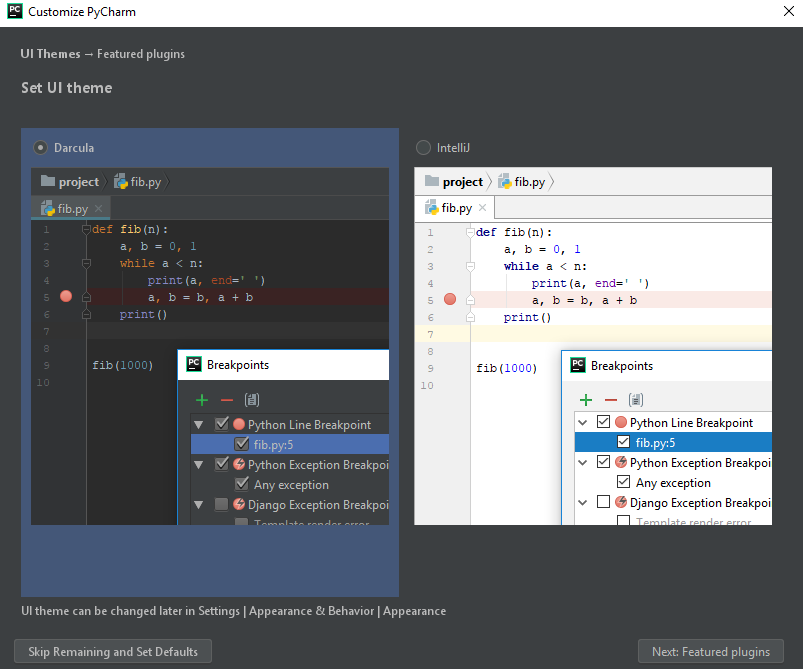 PC Customize PyCharm
UI Themes → Featured plugins
Set UI theme
Darcula
project fib.py
fib.py
1 def fib(n):
2 a, b = 0, 1
3 while a < n:
4 print(a, end=' ')
5 a, b = b, a + b
6 print()
7
8
9 fib(1000)
10
PC Breakpoints
Python Line Breakpoint
fib.py:5
Python Exception Breakpoi
Any exception
Django Exception Breakpoi
Template render error
IntelliJ
project fib.py
fib.py
1 def fib(n):
2 a, b = 0, 1
3 while a < n:
4 print(a, end=' ')
5 a, b = b, a + b
6 print()
7
8
9 fib(1000)
10
PC Breakpoints
Python Line Breakpoint
fib.py:5
Python Exception Breakpoi
Any exception
Django Exception Breakpoi
Template render error
UI theme can be changed later in Settings | Appearance & Behavior | Appearance
Skip Remaining and Set Defaults
Next: Featured plugins